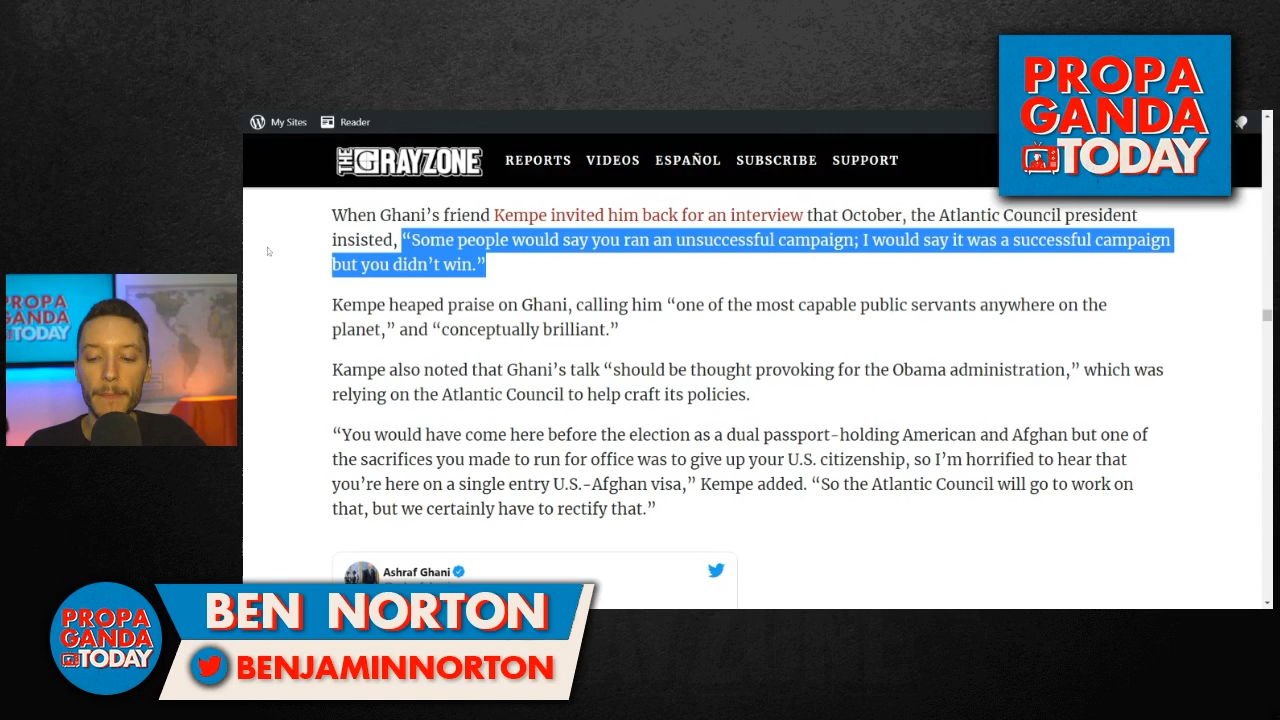 PROPA
GANDA
TODAY
My Sites
Reader
THE GRAYZONE
REPORTS VIDEOS ESPAÑOL SUBSCRIBE SUPPORT
When Ghani’s friend Kempe invited him back for an interview that October, the Atlantic Council president
insisted, “Some people would say you ran an unsuccessful campaign; I would say it was a successful campaign
but you didn’t win.”
Kempe heaped praise on Ghani, calling him “one of the most capable public servants anywhere on the
planet,” and “conceptually brilliant.”
Kampe also noted that Ghani’s talk “should be thought provoking for the Obama administration,” which was
relying on the Atlantic Council to help craft its policies.
“You would have come here before the election as a dual passport-holding American and Afghan but one of
the sacrifices you made to run for office was to give up your U.S. citizenship, so I’m horrified to hear that
you’re here on a single entry U.S.-Afghan visa,” Kempe added. “So the Atlantic Council will go to work on
that, but we certainly have to rectify that.”
Ashraf Ghani
PROPA
GANDA
TODAY
PROPA
GANDA
TODAY
BEN NORTON
BENJAMINNORTON